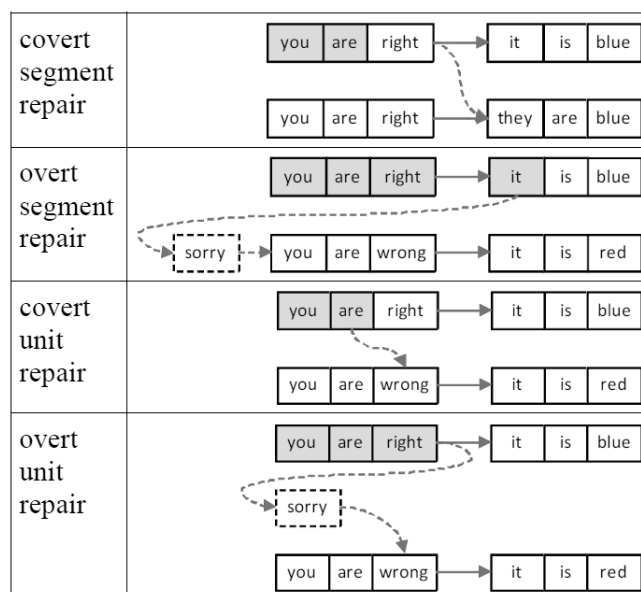 covert
segment
repair
you are right it is blue
you are right they are blue
overt
segment
repair
you are right it is blue
sorry you are wrong it is red
covert
unit
repair
you are right it is blue
you are wrong it is red
overt
unit
repair
you are right it is blue
sorry
you are wrong it is red